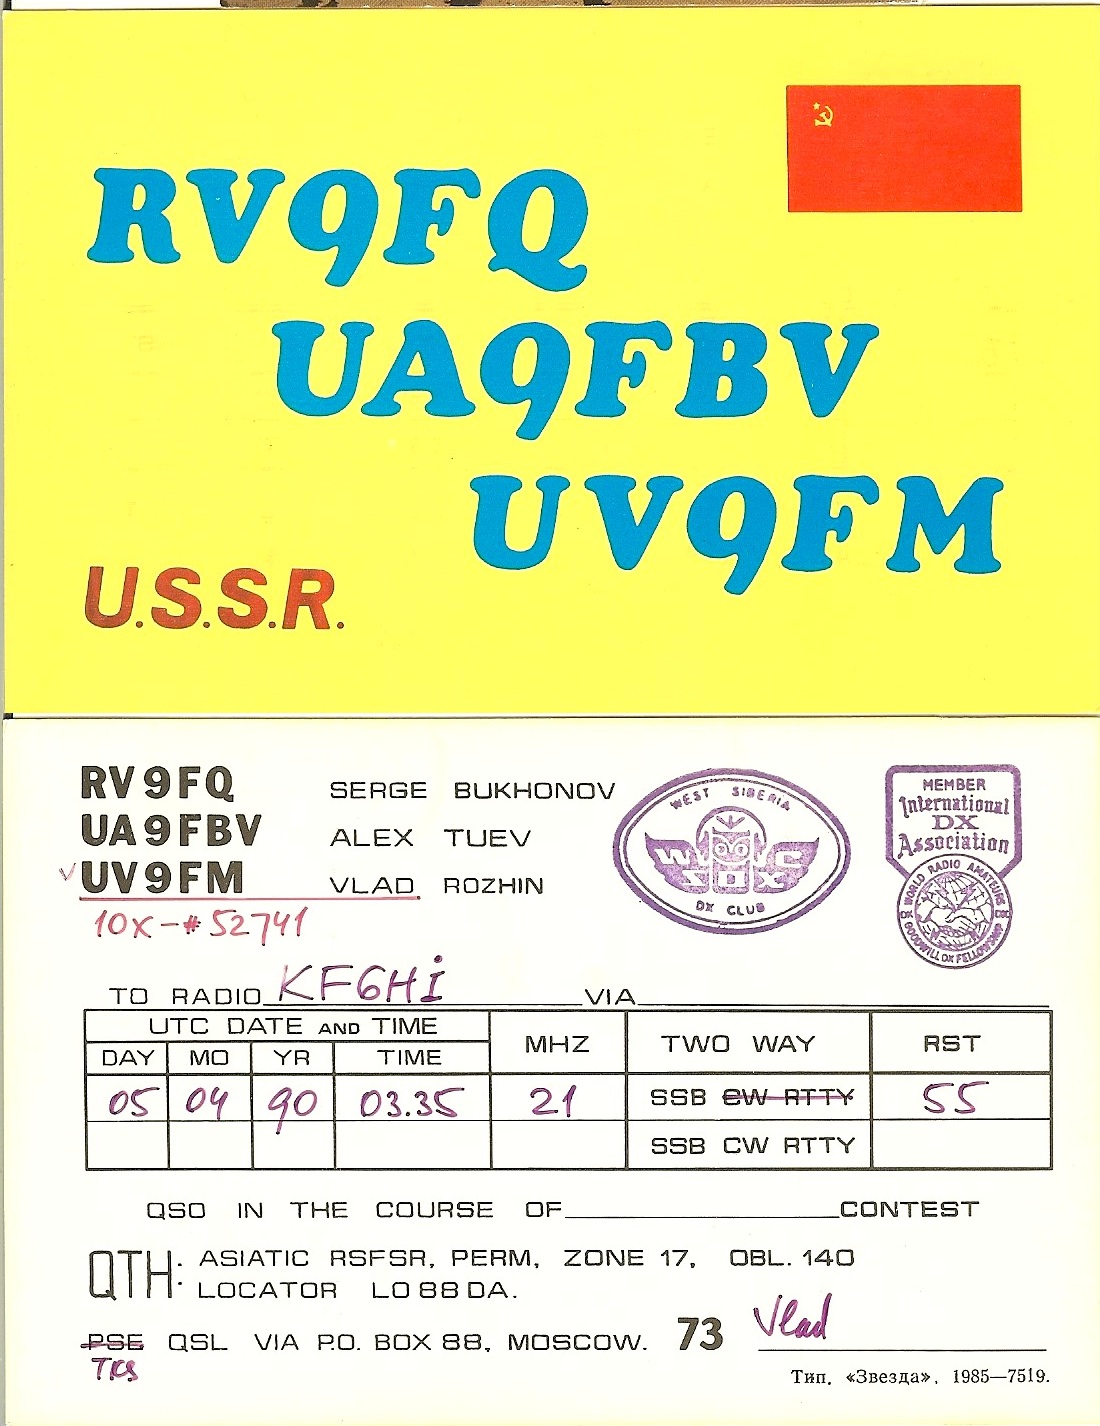 RV9FQ
UA9FBV
UV9FM
U.S.S.R.
RV9FQ SERGE BUKHONOV
UA9FBV ALEX TUEV
UV9FM VLAD ROZHIN
10X-#52741
WEST SIBERIA
W C
S DX
DX CLUB
MEMBER
International
DX
Association
WORLD RADIO AMATEURS
DX DX
GOODWILL DX FELLOWSHIP
TO RADIO KF6Hi VIA
UTC DATE AND TIME MHZ TWO WAY RST
DAY MO YR TIME
05 04 90 03.35 21 SSB CW RTTY 55
SSB CW RTTY
QSO IN THE COURSE OF CONTEST
QTH: ASIATIC RSFSR, PERM, ZONE 17, OBL. 140
LOCATOR LO88DA.
PSE QSL VIA P.O. BOX 88, MOSCOW. 73 Vlad
TKS
Тип. «Звезда», 1985—7519.